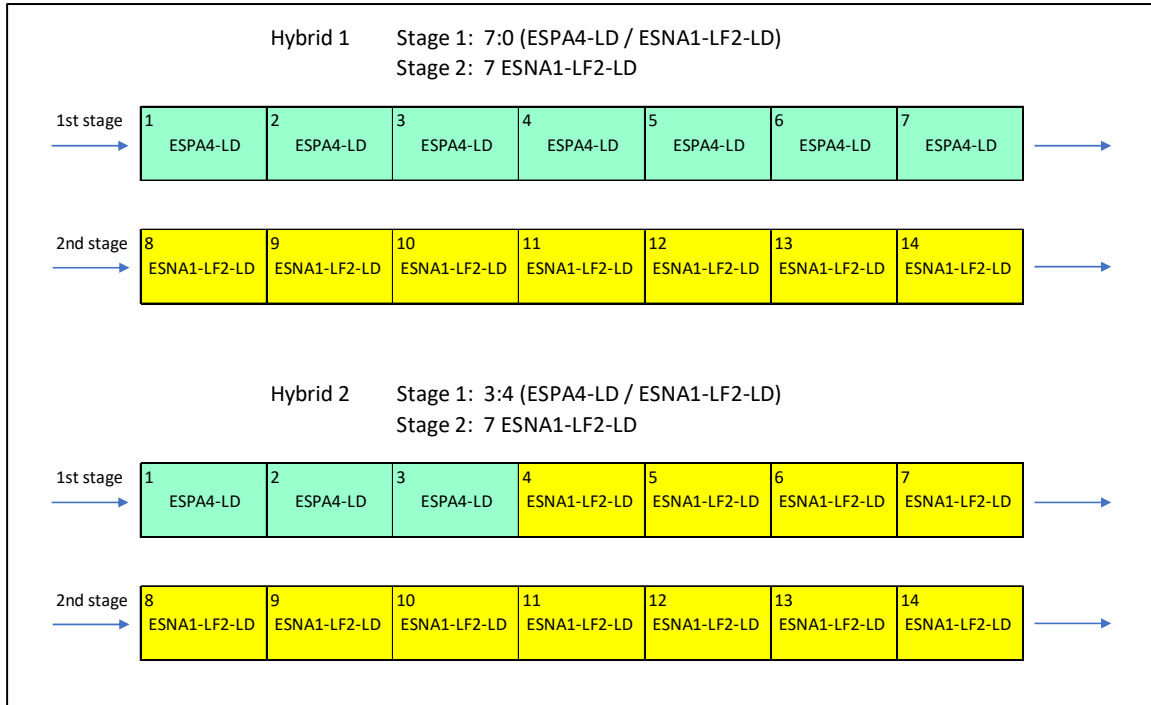 Hybrid 1 Stage 1: 7:0 (ESPA4-LD / ESNA1-LF2-LD)
Stage 2: 7 ESNA1-LF2-LD
1st stage 1 2 3 4 5 6 7
ESPA4-LD ESPA4-LD ESPA4-LD ESPA4-LD ESPA4-LD ESPA4-LD ESPA4-LD
2nd stage 8 9 10 11 12 13 14
ESNA1-LF2-LD ESNA1-LF2-LD ESNA1-LF2-LD ESNA1-LF2-LD ESNA1-LF2-LD ESNA1-LF2-LD ESNA1-LF2-LD
Hybrid 2 Stage 1: 3:4 (ESPA4-LD / ESNA1-LF2-LD)
Stage 2: 7 ESNA1-LF2-LD
1st stage 1 2 3 4 5 6 7
ESPA4-LD ESPA4-LD ESPA4-LD ESNA1-LF2-LD ESNA1-LF2-LD ESNA1-LF2-LD ESNA1-LF2-LD
2nd stage 8 9 10 11 12 13 14
ESNA1-LF2-LD ESNA1-LF2-LD ESNA1-LF2-LD ESNA1-LF2-LD ESNA1-LF2-LD ESNA1-LF2-LD ESNA1-LF2-LD